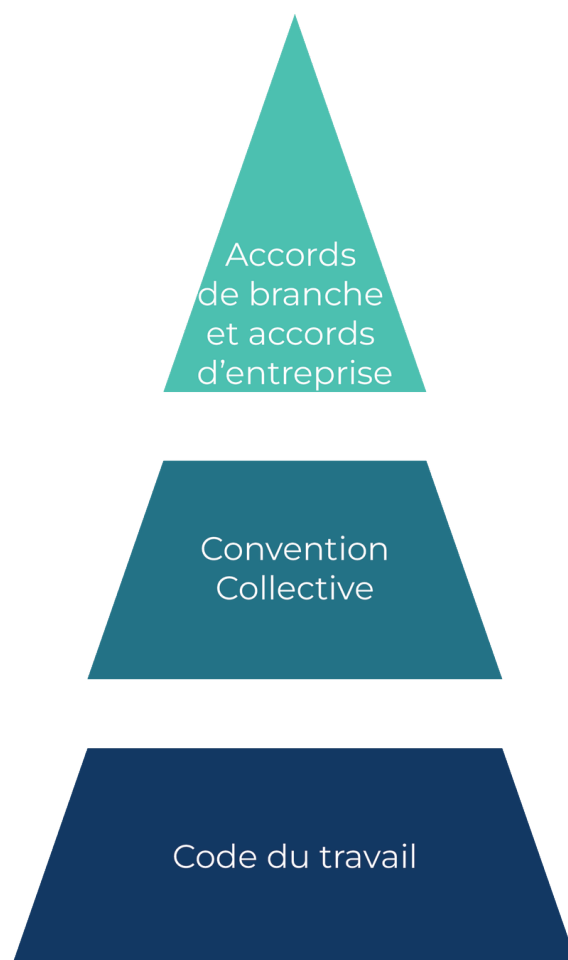 Accords
de branche
et accords
d’entreprise
Convention
Collective
Code du travail